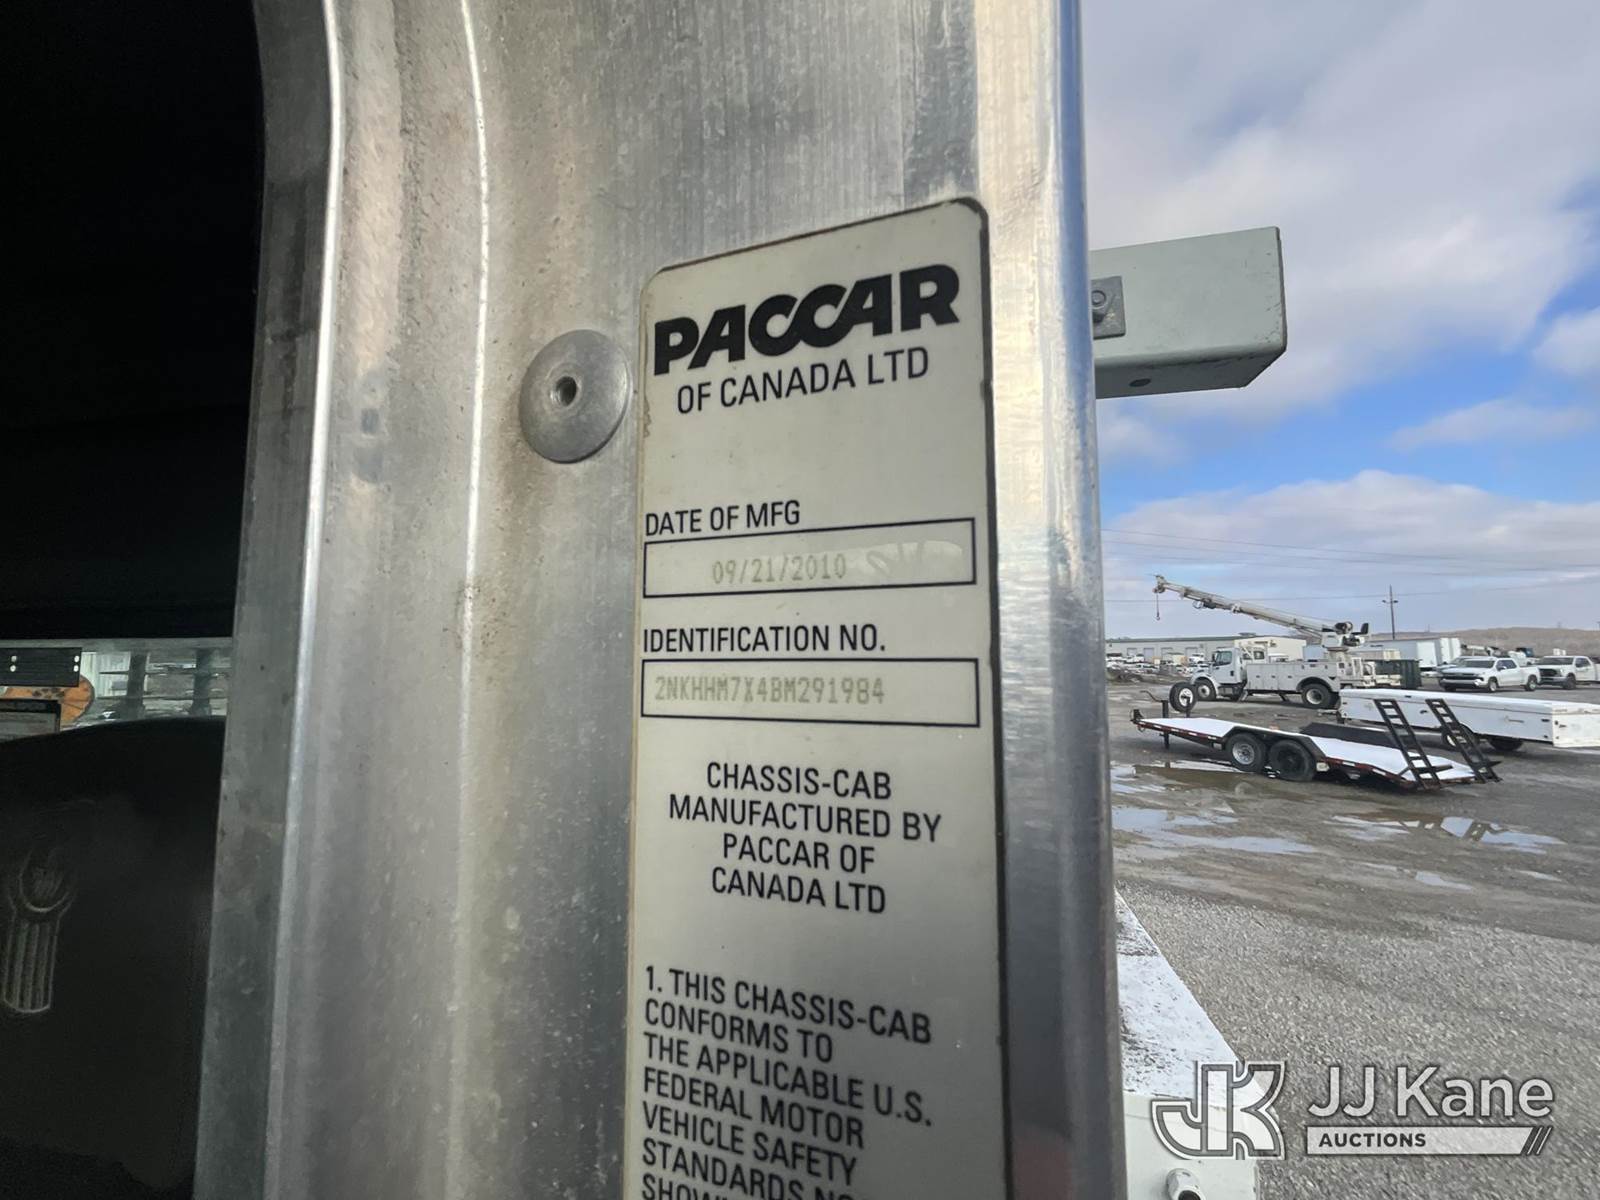 PACCAR
OF CANADA LTD
DATE OF MFG
09/21/2010
IDENTIFICATION NO.
2NKHHM7X4BM291984
CHASSIS-CAB
MANUFACTURED BY
PACCAR OF
CANADA LTD
1. THIS CHASSIS-CAB
CONFORMS TO
THE APPLICABLE U.S.
FEDERAL MOTOR
VEHICLE SAFETY
STANDARDS
JJ Kane
AUCTIONS